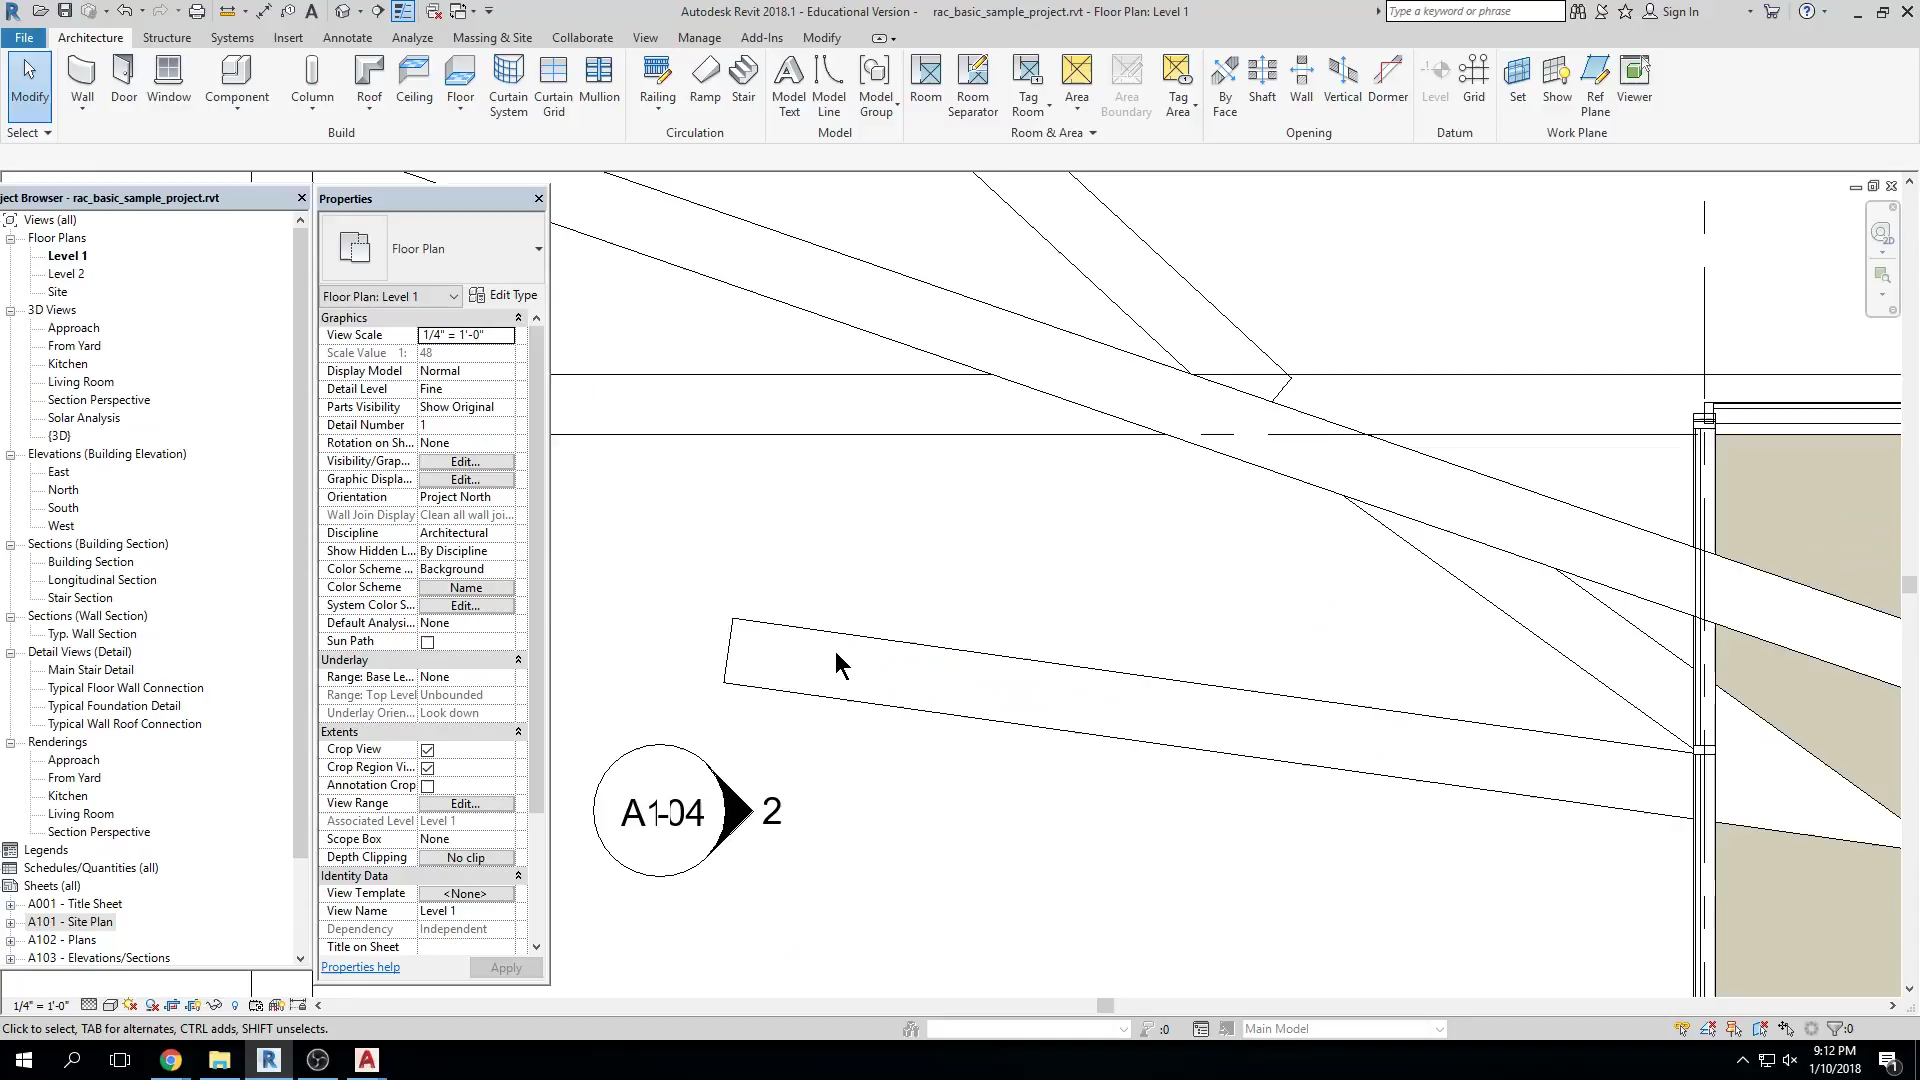 Autodesk Revit 2018.1 - Educational Version - rac_basic_sample_project.rvt - Floor Plan: Level 1
Type a keyword or phrase
Sign In
File Architecture Structure Systems Insert Annotate Analyze Massing & Site Collaborate View Manage Add-Ins Modify
Modify Wall Door Window Component Column Roof Ceiling Floor Curtain System Curtain Grid Mullion Railing Ramp Stair Model Text Model Line Model Group Room Room Separator Tag Room Area Area Boundary Tag Area By Face Shaft Wall Vertical Dormer Level Grid Set Show Ref Plane Viewer
Select Build Circulation Model Room & Area Opening Datum Work Plane
ject Browser - rac_basic_sample_project.rvt
Views (all)
Floor Plans
Level 1
Level 2
Site
3D Views
Approach
From Yard
Kitchen
Living Room
Section Perspective
Solar Analysis
{3D}
Elevations (Building Elevation)
East
North
South
West
Sections (Building Section)
Building Section
Longitudinal Section
Stair Section
Sections (Wall Section)
Typ. Wall Section
Detail Views (Detail)
Main Stair Detail
Typical Floor Wall Connection
Typical Foundation Detail
Typical Wall Roof Connection
Renderings
Approach
From Yard
Kitchen
Living Room
Section Perspective
Legends
Schedules/Quantities (all)
Sheets (all)
A001 - Title Sheet
A101 - Site Plan
A102 - Plans
A103 - Elevations/Sections
Properties
Floor Plan
Floor Plan: Level 1 Edit Type
Graphics
View Scale 1/4" = 1'-0"
Scale Value 1: 48
Display Model Normal
Detail Level Fine
Parts Visibility Show Original
Detail Number 1
Rotation on Sh... None
Visibility/Grap... Edit...
Graphic Displa... Edit...
Orientation Project North
Wall Join Display Clean all wall joi...
Discipline Architectural
Show Hidden L... By Discipline
Color Scheme ... Background
Color Scheme Name
System Color S... Edit...
Default Analysi... None
Sun Path
Underlay
Range: Base Le... None
Range: Top Level Unbounded
Underlay Orien... Look down
Extents
Crop View
Crop Region Vi...
Annotation Crop
View Range Edit...
Associated Level Level 1
Scope Box None
Depth Clipping No clip
Identity Data
View Template <None>
View Name Level 1
Dependency Independent
Title on Sheet
Properties help Apply
2D
A104 2
1/4" = 1'-0"
Click to select, TAB for alternates, CTRL adds, SHIFT unselects.
:0
Main Model
:0
9:12 PM
1/10/2018
1